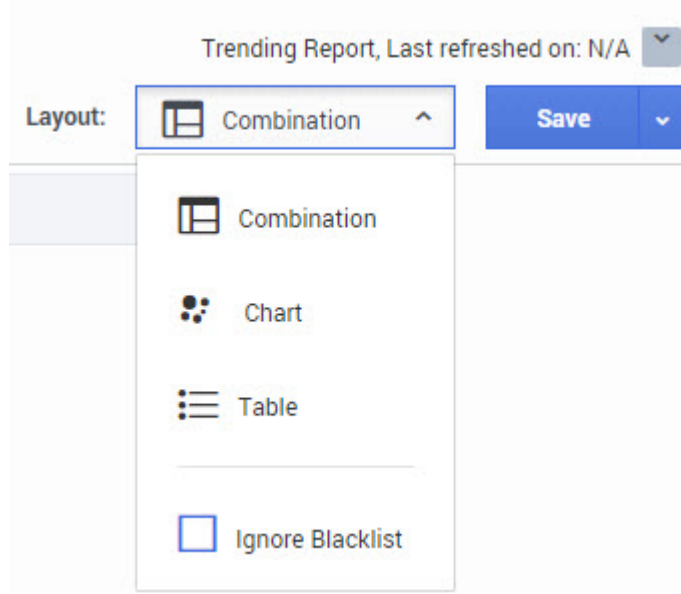 Trending Report, Last refreshed on: N/A
Layout: Combination Save
Combination
Chart
Table
Ignore Blacklist